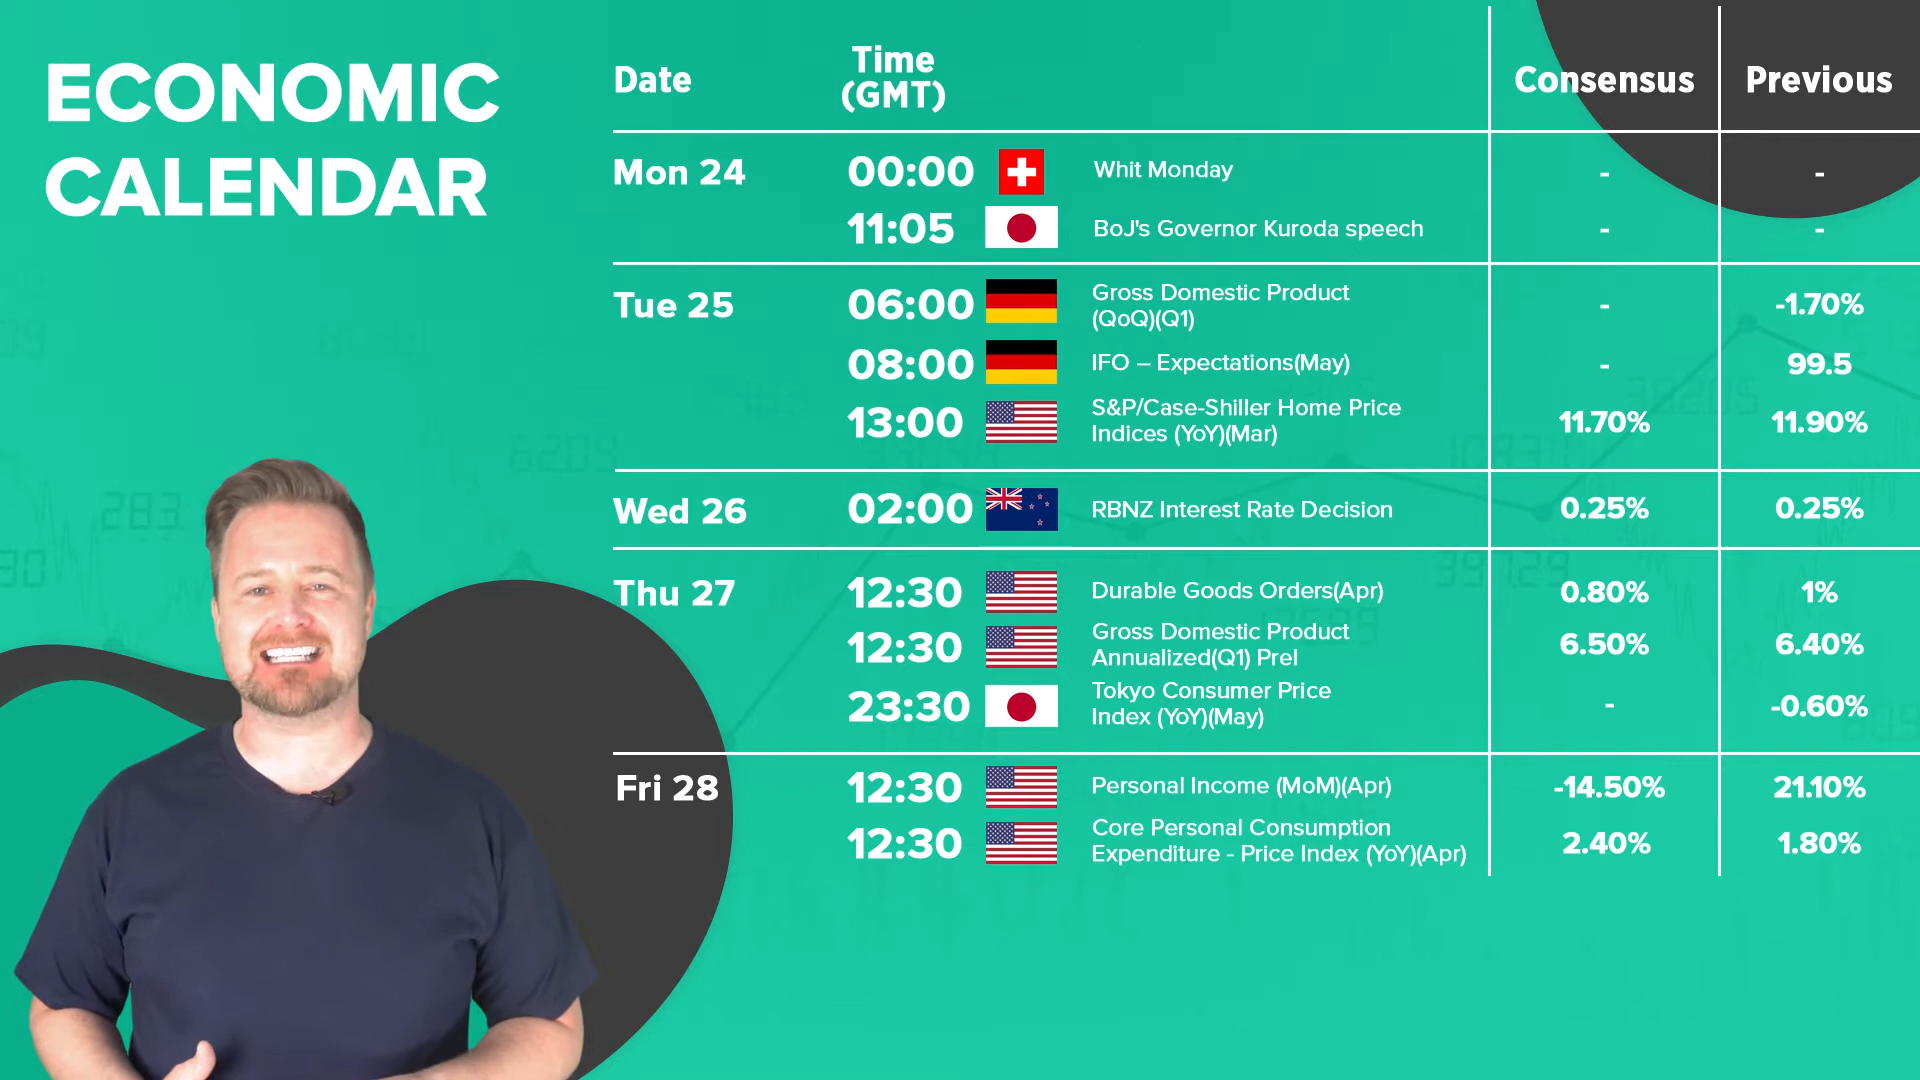 ECONOMIC
CALENDAR
Date
Time
(GMT)
Consensus
Previous
Mon 24
00:00
Whit Monday
-
-
11:05
BoJ's Governor Kuroda speech
-
-
Tue 25
06:00
Gross Domestic Product
(QoQ)(Q1)
-
-1.70%
08:00
IFO – Expectations(May)
-
99.5
13:00
S&P/Case-Shiller Home Price
Indices (YoY)(Mar)
11.70%
11.90%
Wed 26
02:00
RBNZ Interest Rate Decision
0.25%
0.25%
Thu 27
12:30
Durable Goods Orders(Apr)
0.80%
1%
12:30
Gross Domestic Product
Annualized(Q1) Prel
6.50%
6.40%
23:30
Tokyo Consumer Price
Index (YoY)(May)
-
-0.60%
Fri 28
12:30
Personal Income (MoM)(Apr)
-14.50%
21.10%
12:30
Core Personal Consumption
Expenditure - Price Index (YoY)(Apr)
2.40%
1.80%